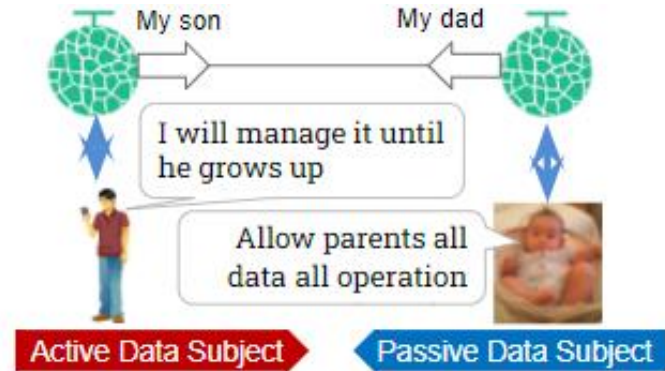 My son
My dad
I will manage it until
he grows up
Allow parents all
data all operation
Active Data Subject
Passive Data Subject